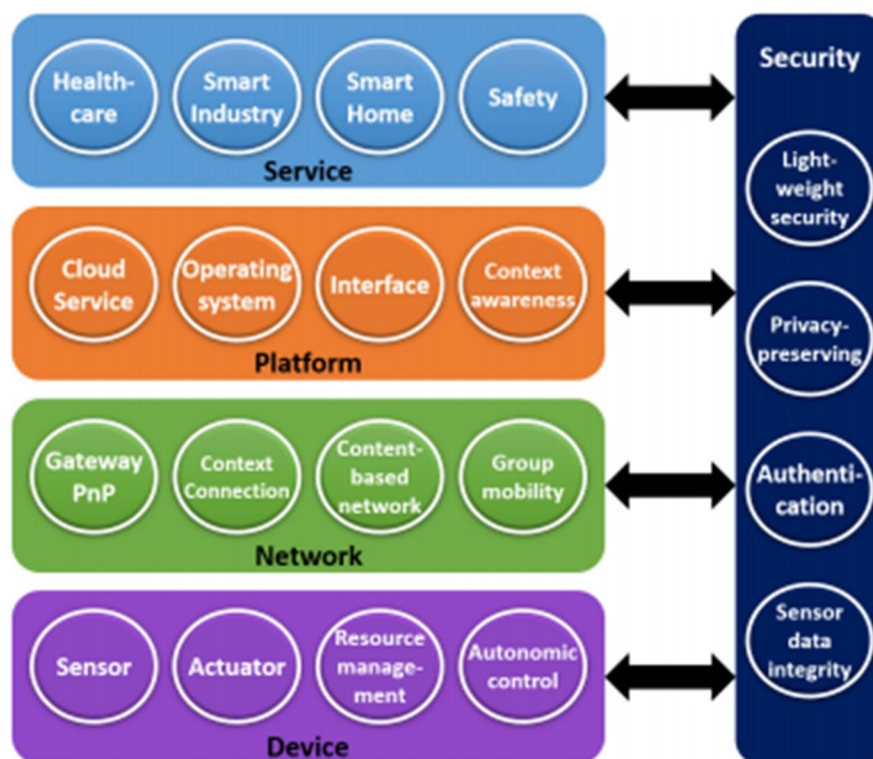 Health-
care
Smart
Industry
Smart
Home
Safety
Service
Cloud
Service
Operating
system
Interface
Context
awareness
Platform
Gateway
PnP
Context
Connection
Content-
based
network
Group
mobility
Network
Sensor
Actuator
Resource
manage-
ment
Autonomic
control
Device
Security
Light-
weight
security
Privacy-
preserving
Authenti-
cation
Sensor
data
integrity